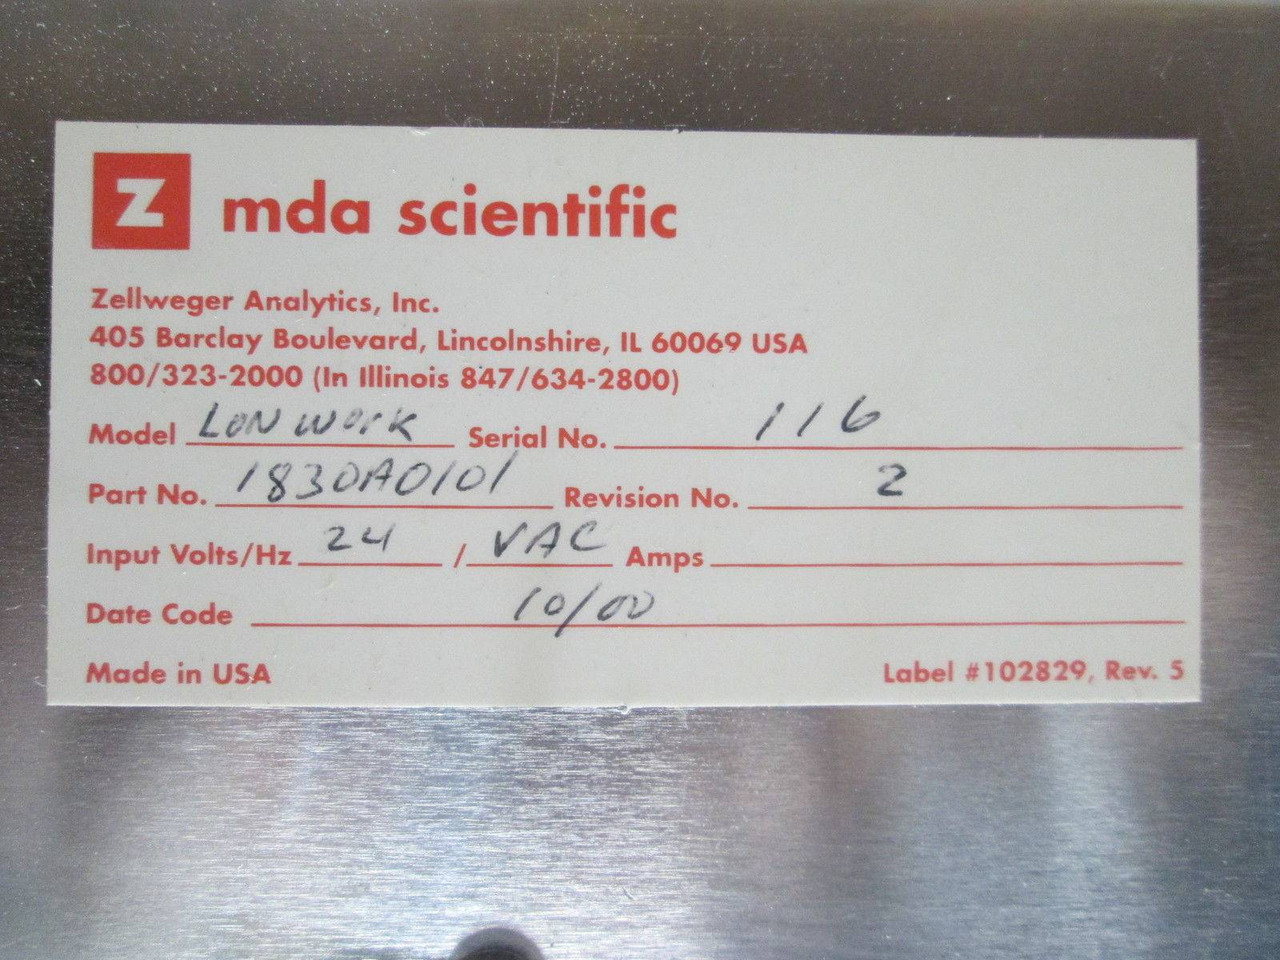 Z mda scientific
Zellweger Analytics, Inc.
405 Barclay Boulevard, Lincolnshire, IL 60069 USA
800/323-2000 (In Illinois 847/634-2800)
Model LON WORK Serial No. 116
Part No. 1830A0101 Revision No. 2
Input Volts/Hz 24 / VAC Amps
Date Code 10/00
Made in USA Label #102829, Rev. 5